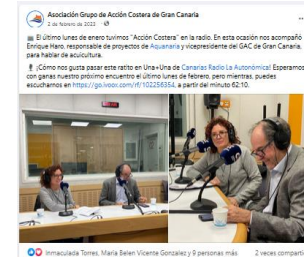 Asociación Grupo de Acción Costera de Gran Canaria
2 de febrero de 2023
El último lunes de enero tuvimos "Acción Costera" en la radio. En esta ocasión nos acompañó
Enrique Haro, responsable de proyectos de Aquanaria y vicepresidente del GAC de Gran Canaria,
para hablar de acuicultura.
¡Cómo nos gusta pasar este ratito en Una+Una de Canarias Radio La Autonómica! Esperamos
con ganas nuestro próximo encuentro el último lunes de febrero, pero mientras, puedes
escucharnos en https://go.ivoox.com/rf/102256354, a partir del minuto 62:10.
Inmaculada Torres, Maria Belen Vicente Gonzalez y 9 personas más
2 veces comparti